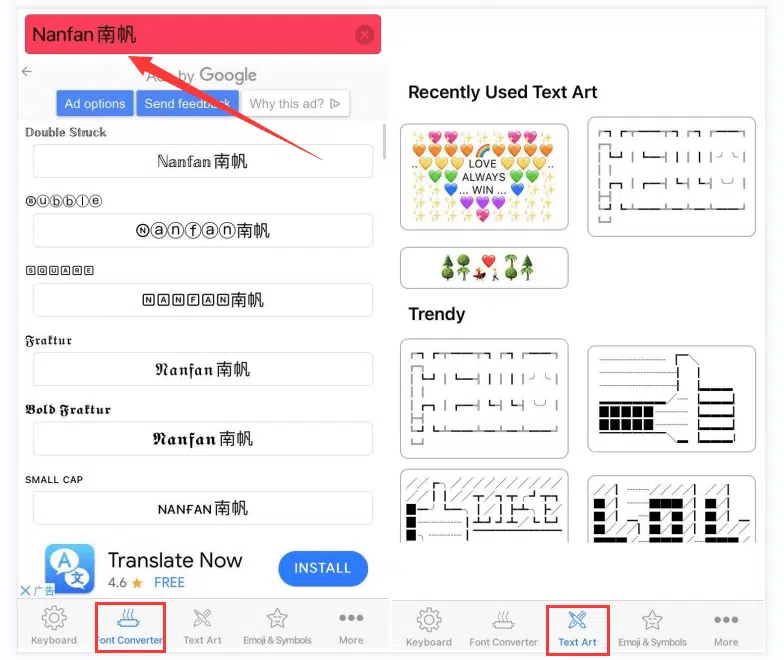 Nanfan 南帆
Ads by Google
Ad options
Send feedback
Why this ad?
𝔻𝕠𝕦𝕓𝕝𝕖 𝕊𝕥𝕣𝕦𝕔𝕜
ℕ𝕒𝕟𝕗𝕒𝕟 南帆
Ⓑⓤⓑⓑⓛⓔ
Ⓝⓐⓝⓕⓐⓝ南帆
🅂🅀🅄🄰🅁🄴
🄽🄰🄽🄵🄰🄽南帆
𝔉𝔯𝔞𝔨𝔱𝔲𝔯
𝔑𝔞𝔫𝔣𝔞𝔫 南帆
𝕭𝖔𝖑𝖉 𝕱𝖗𝖆𝖐𝖙𝖚𝖗
𝕹𝖆𝖓𝖋𝖆𝖓 南帆
SMALL CAP
ɴᴀɴғᴀɴ 南帆
Translate Now
4.6 ★ FREE
INSTALL
广告
Keyboard
Font Converter
Text Art
Emoji & Symbols
More
Recently Used Text Art
LOVE
ALWAYS
... WIN ...
Trendy
LOL
Keyboard
Font Converter
Text Art
Emoji & Symbols
More